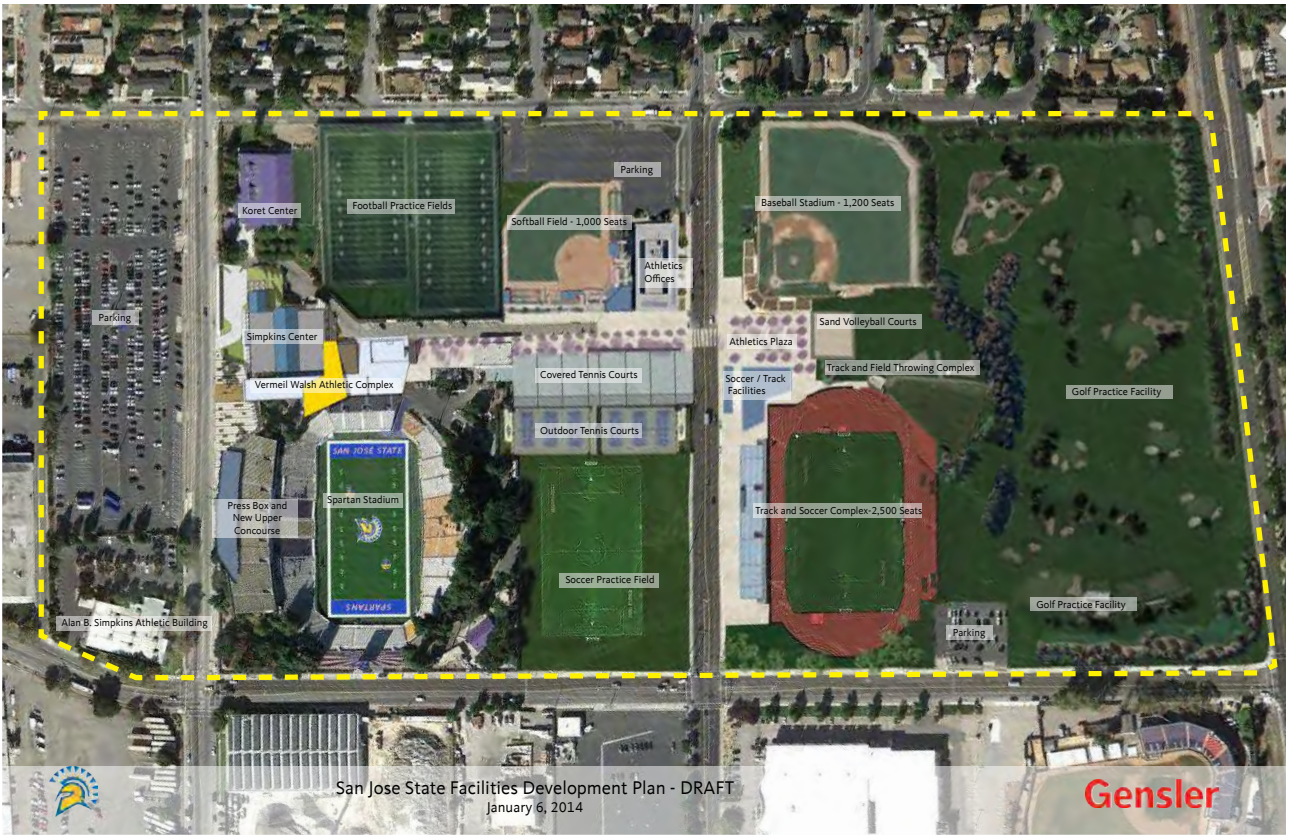 Parking
Koret Center
Football Practice Fields
Softball Field - 1,000 Seats
Baseball Stadium - 1,200 Seats
Athletics
Offices
Parking
Simpkins Center
Athletics Plaza
Sand Volleyball Courts
Vermeil Walsh Athletic Complex
Covered Tennis Courts
Soccer / Track
Facilities
Track and Field Throwing Complex
Golf Practice Facility
Outdoor Tennis Courts
SAN JOSE STATE
Press Box and
New Upper
Concourse
Spartan Stadium
Track and Soccer Complex-2,500 Seats
Soccer Practice Field
SPARTANS
Golf Practice Facility
Alan B. Simpkins Athletic Building
Parking
San Jose State Facilities Development Plan - DRAFT
January 6, 2014
Gensler